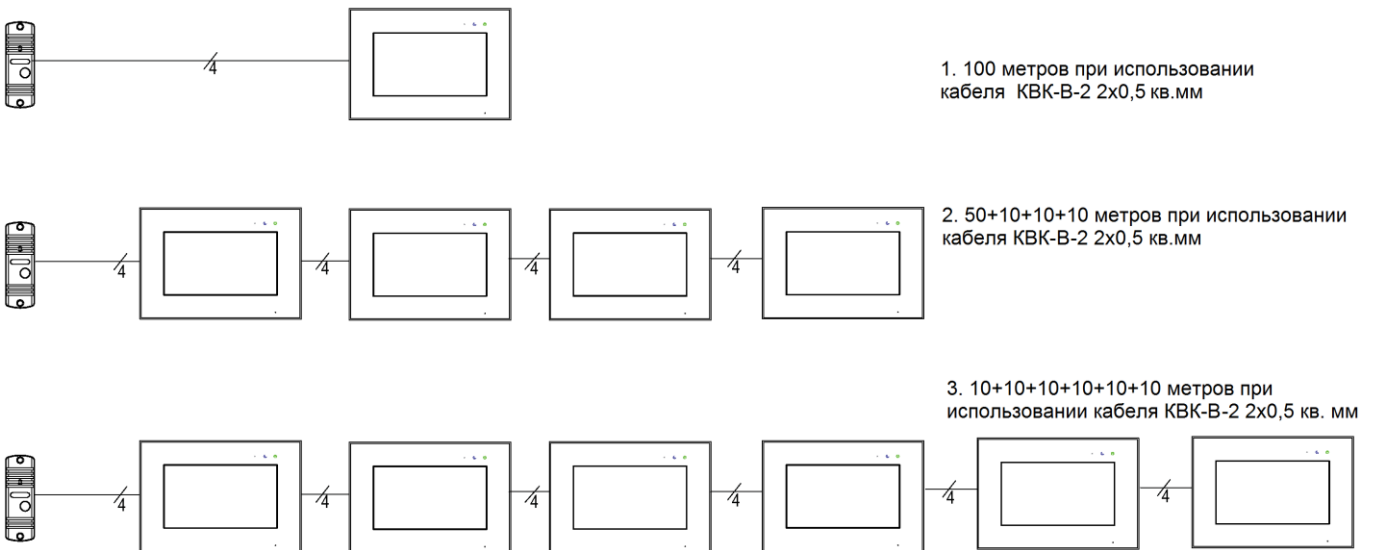 4
1. 100 метров при использовании
кабеля КВК-В-2 2х0,5 кв.мм
2. 50+10+10+10 метров при использовании
кабеля КВК-В-2 2х0,5 кв.мм
4 4 4 4
3. 10+10+10+10+10+10 метров при
использовании кабеля КВК-В-2 2х0,5 кв. мм
4 4 4 4 4 4